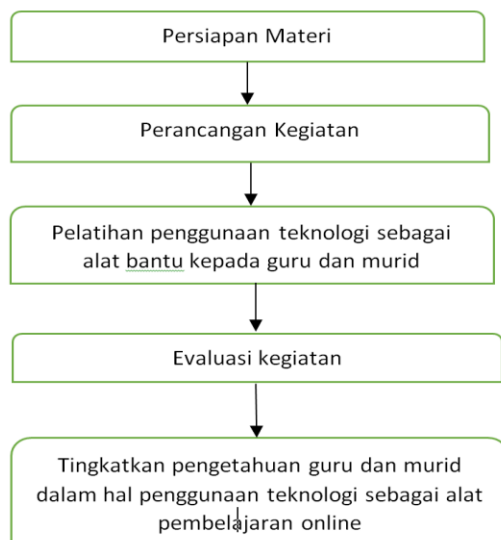 Persiapan Materi
Perancangan Kegiatan
Pelatihan penggunaan teknologi sebagai
alat bantu kepada guru dan murid
Evaluasi kegiatan
Tingkatkan pengetahuan guru dan murid
dalam hal penggunaan teknologi sebagai alat
pembelajaran online